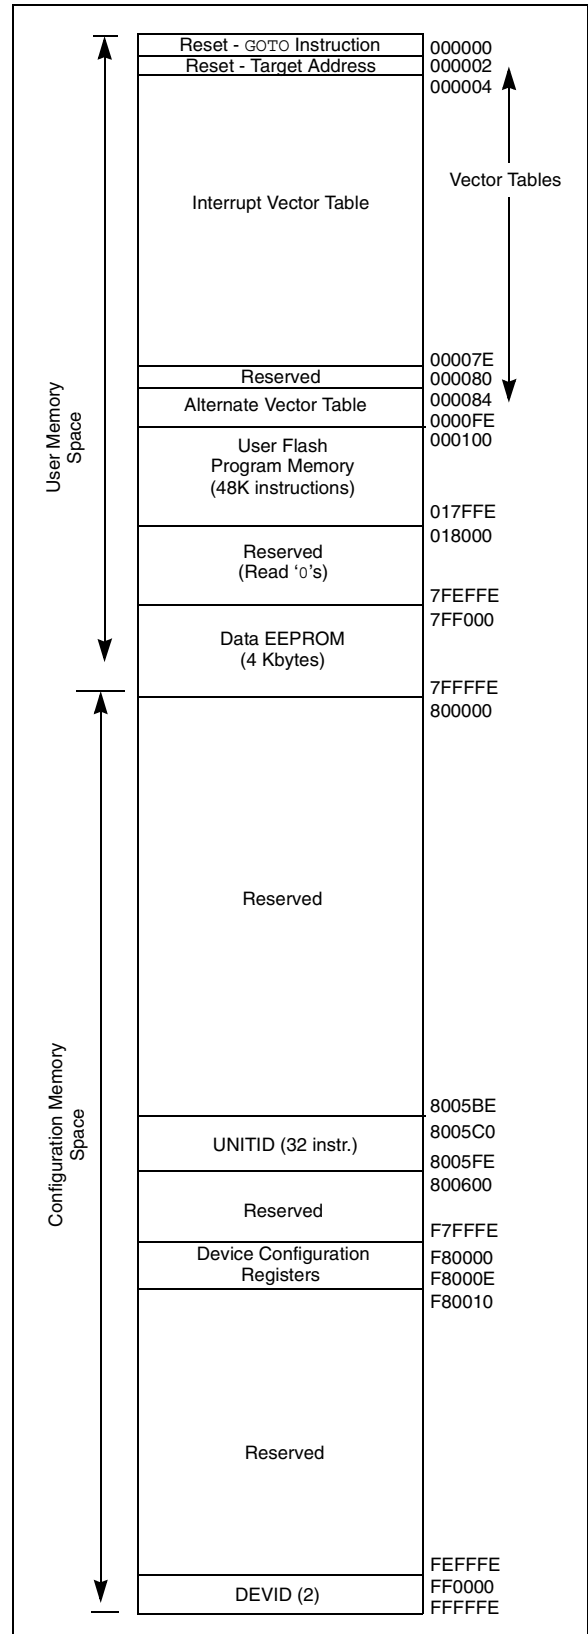 Reset - GOTO Instruction
000000
Reset - Target Address
000002
000004
Interrupt Vector Table
Vector Tables
00007E
Reserved
000080
Alternate Vector Table
000084
0000FE
000100
User Flash
Program Memory
(48K instructions)
017FFE
018000
Reserved
(Read ‘0’s)
7FEFFE
7FF000
Data EEPROM
(4 Kbytes)
7FFFFE
User Memory
Space
800000
Reserved
8005BE
8005C0
UNITID (32 instr.)
8005FE
800600
Reserved
F7FFFE
Device Configuration
Registers
F80000
F8000E
F80010
Reserved
FEFFFE
FF0000
DEVID (2)
FFFFFE
Configuration Memory
Space